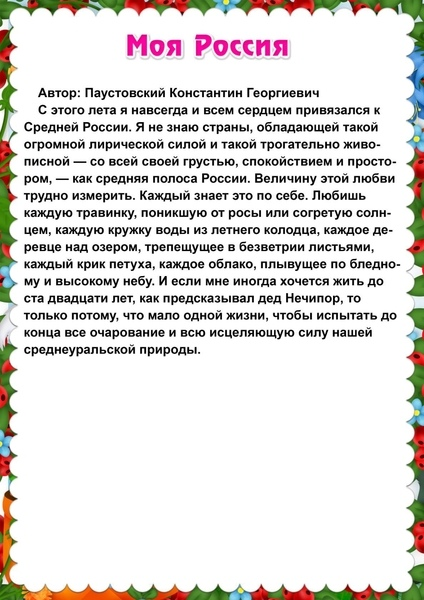 Моя Россия
Автор: Паустовский Константин Георгиевич
С этого лета я навсегда и всем сердцем привязался к
Средней России. Я не знаю страны, обладающей такой
огромной лирической силой и такой трогательно живо-
писной — со всей своей грустью, спокойствием и просто-
ром, — как средняя полоса России. Величину этой любви
трудно измерить. Каждый знает это по себе. Любишь
каждую травинку, поникшую от росы или согретую солн-
цем, каждую кружку воды из летнего колодца, каждое де-
ревце над озером, трепещущее в безветрии листьями,
каждый крик петуха, каждое облако, плывущее по бледно-
му и высокому небу. И если мне иногда хочется жить до
ста двадцати лет, как предсказывал дед Нечипор, то
только потому, что мало одной жизни, чтобы испытать до
конца все очарование и всю исцеляющую силу нашей
среднеуральской природы.